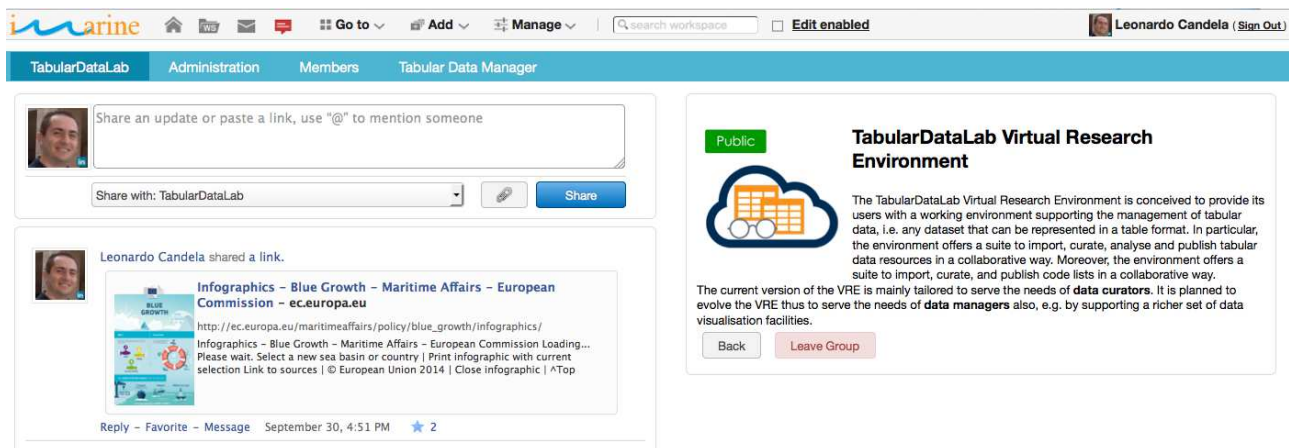 iMarine Go to Add Manage search workspace Edit enabled Leonardo Candela ( Sign Out )
TabularDataLab Administration Members Tabular Data Manager
Share an update or paste a link, use "@" to mention someone
Share with: TabularDataLab Share
Leonardo Candela shared a link.
Infographics – Blue Growth – Maritime Affairs – European
Commission – ec.europa.eu
http://ec.europa.eu/maritimeaffairs/policy/blue_growth/infographics/
Infographics – Blue Growth – Maritime Affairs – European Commission Loading...
Please wait. Select a new sea basin or country | Print infographic with current
selection Link to sources | © European Union 2014 | Close infographic | ^Top
BLUE
GROWTH
Reply – Favorite – Message September 30, 4:51 PM 2
Public
TabularDataLab Virtual Research
Environment
The TabularDataLab Virtual Research Environment is conceived to provide its
users with a working environment supporting the management of tabular
data, i.e. any dataset that can be represented in a table format. In particular,
the environment offers a suite to import, curate, analyse and publish tabular
data resources in a collaborative way. Moreover, the environment offers a
suite to import, curate, and publish code lists in a collaborative way.
The current version of the VRE is mainly tailored to serve the needs of data curators. It is planned to
evolve the VRE thus to serve the needs of data managers also, e.g. by supporting a richer set of data
visualisation facilities.
Back Leave Group